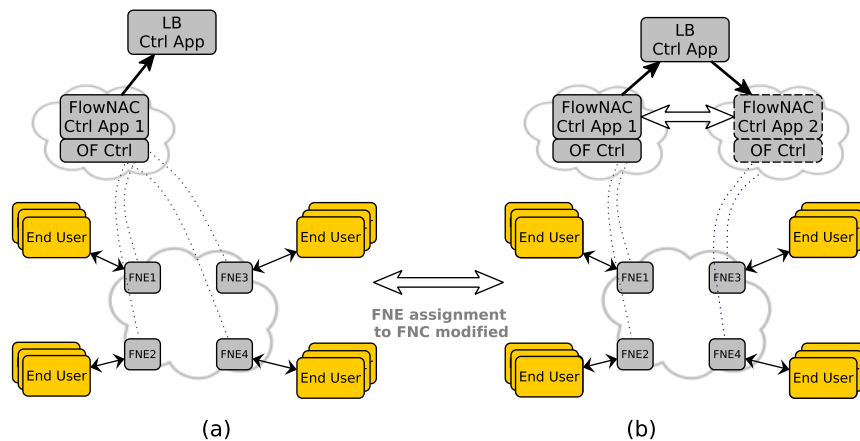 LB
Ctrl App
FlowNAC
Ctrl App 1
OF Ctrl
End User
End User
FNE1
FNE3
FNE2
FNE4
End User
End User
(a)
FNE assignment
to FNC modified
LB
Ctrl App
FlowNAC
Ctrl App 1
OF Ctrl
FlowNAC
Ctrl App 2
OF Ctrl
End User
End User
FNE1
FNE3
FNE2
FNE4
End User
End User
(b)